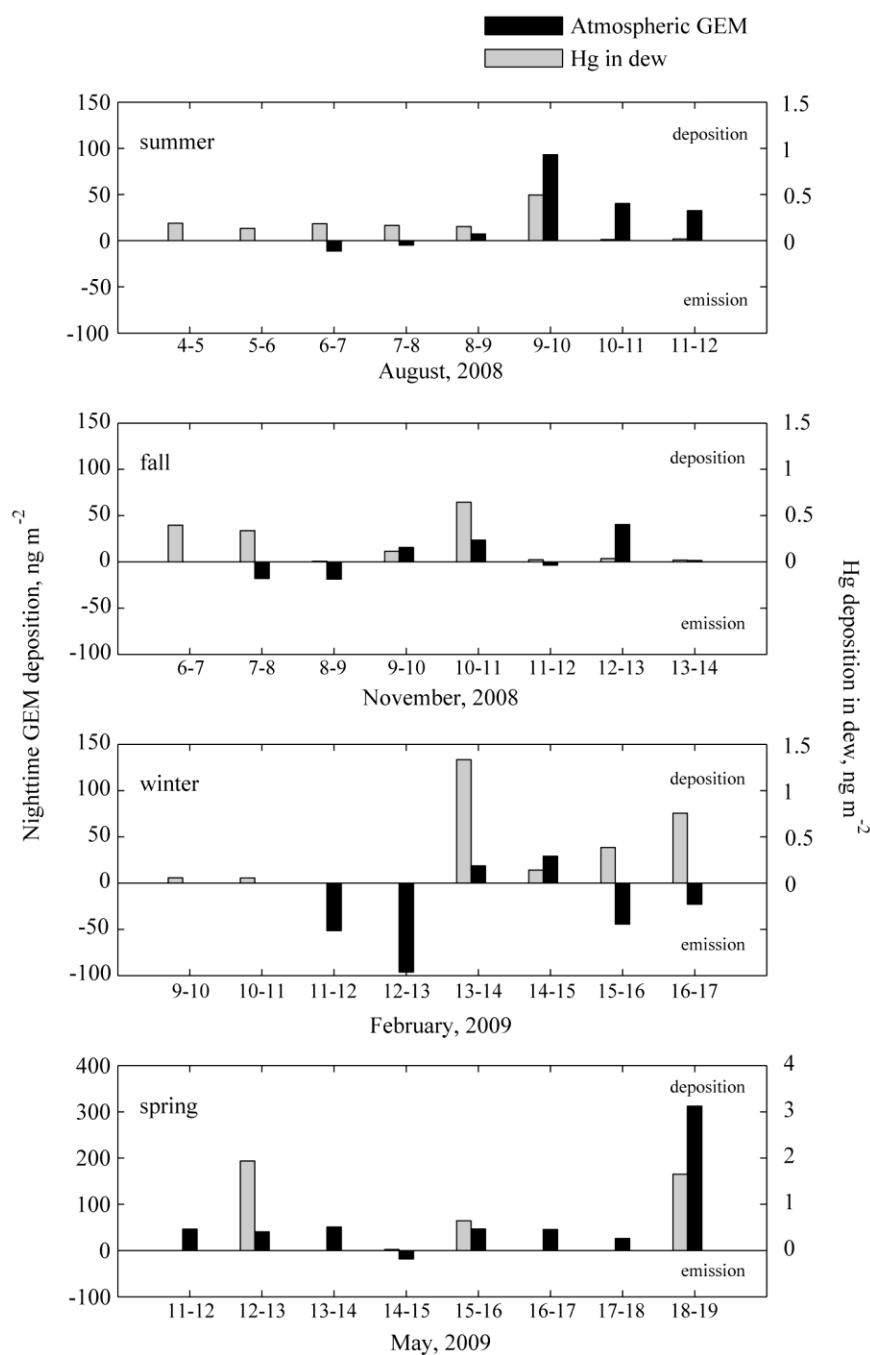 Atmospheric GEM
Hg in dew
Nighttime GEM deposition, ng m⁻²
Hg deposition in dew, ng m⁻²
150
100
50
0
-50
-100
1.5
1
0.5
0
summer
deposition
emission
4-5 5-6 6-7 7-8 8-9 9-10 10-11 11-12
August, 2008
150
100
50
0
-50
-100
1.5
1
0.5
0
fall
deposition
emission
6-7 7-8 8-9 9-10 10-11 11-12 12-13 13-14
November, 2008
150
100
50
0
-50
-100
1.5
1
0.5
0
winter
deposition
emission
9-10 10-11 11-12 12-13 13-14 14-15 15-16 16-17
February, 2009
400
300
200
100
0
-100
4
3
2
1
0
spring
deposition
emission
11-12 12-13 13-14 14-15 15-16 16-17 17-18 18-19
May, 2009